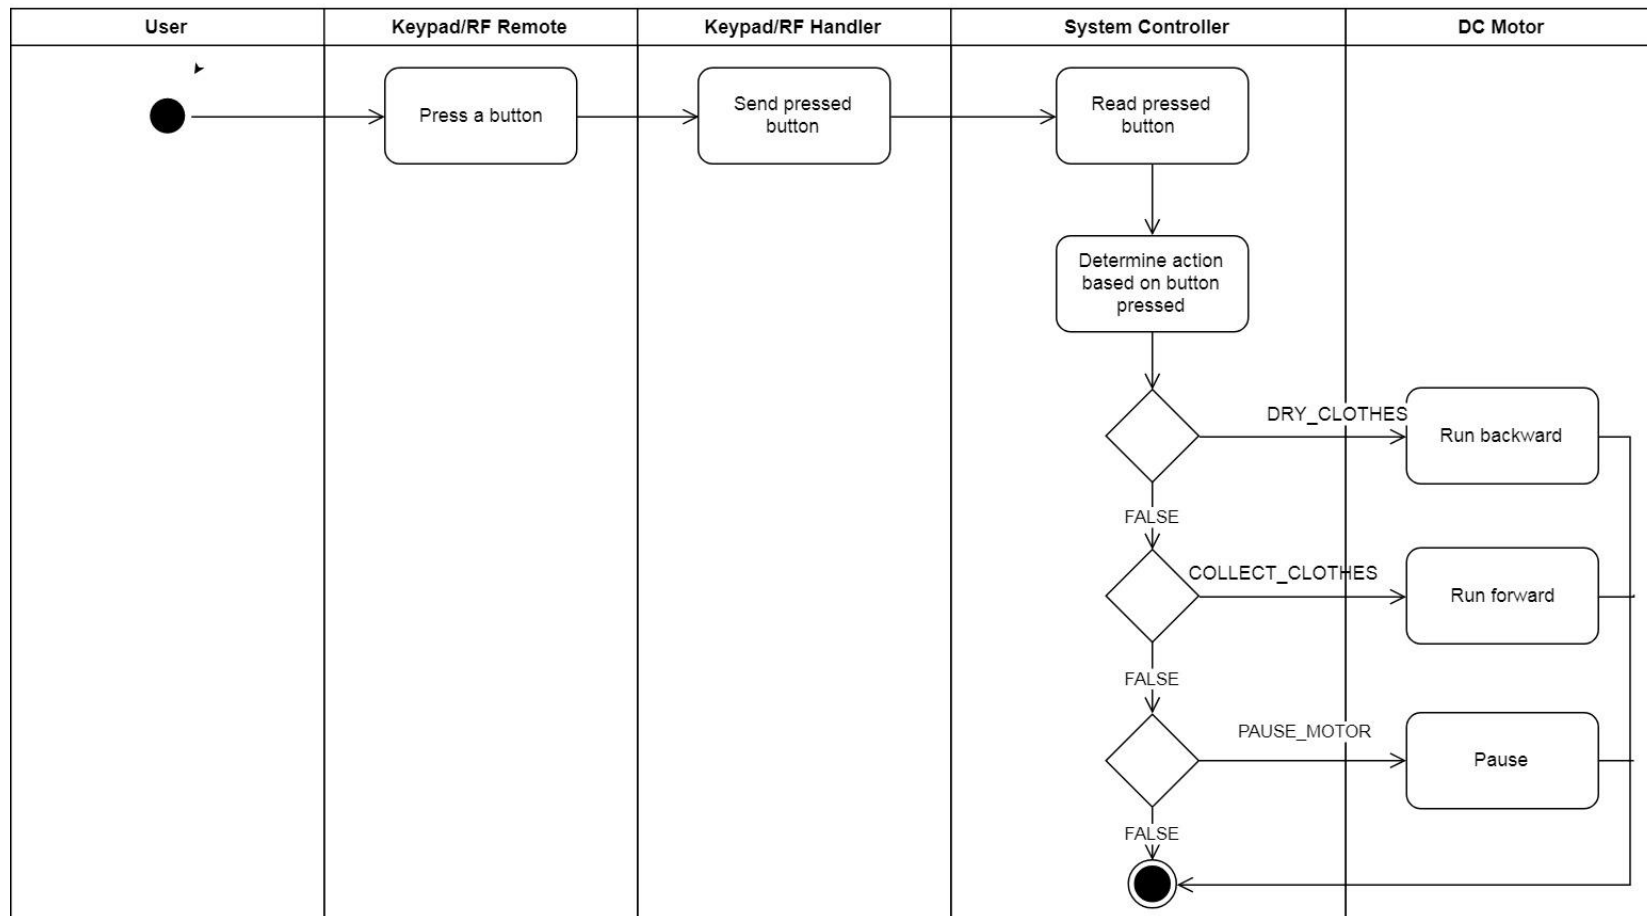 User
Keypad/RF Remote
Keypad/RF Handler
System Controller
DC Motor
Press a button
Send pressed
button
Read pressed
button
Determine action
based on button
pressed
DRY_CLOTHES
Run backward
FALSE
COLLECT_CLOTHES
Run forward
FALSE
PAUSE_MOTOR
Pause
FALSE